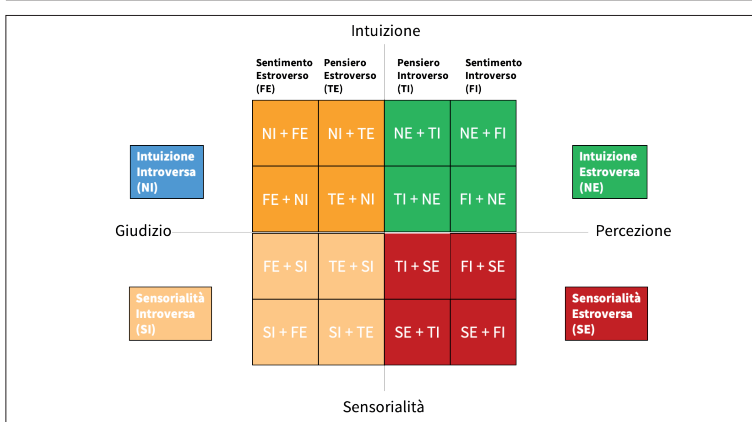 Intuizione
Sentimento
Estroverso
(FE)
Pensiero
Estroverso
(TE)
Pensiero
Introverso
(TI)
Sentimento
Introverso
(FI)
NI + FE
NI + TE
NE + TI
NE + FI
Intuizione
Introversa
(NI)
Intuizione
Estroversa
(NE)
FE + NI
TE + NI
TI + NE
FI + NE
Giudizio
Percezione
FE + SI
TE + SI
TI + SE
FI + SE
Sensorialità
Introversa
(SI)
Sensorialità
Estroversa
(SE)
SI + FE
SI + TE
SE + TI
SE + FI
Sensorialità